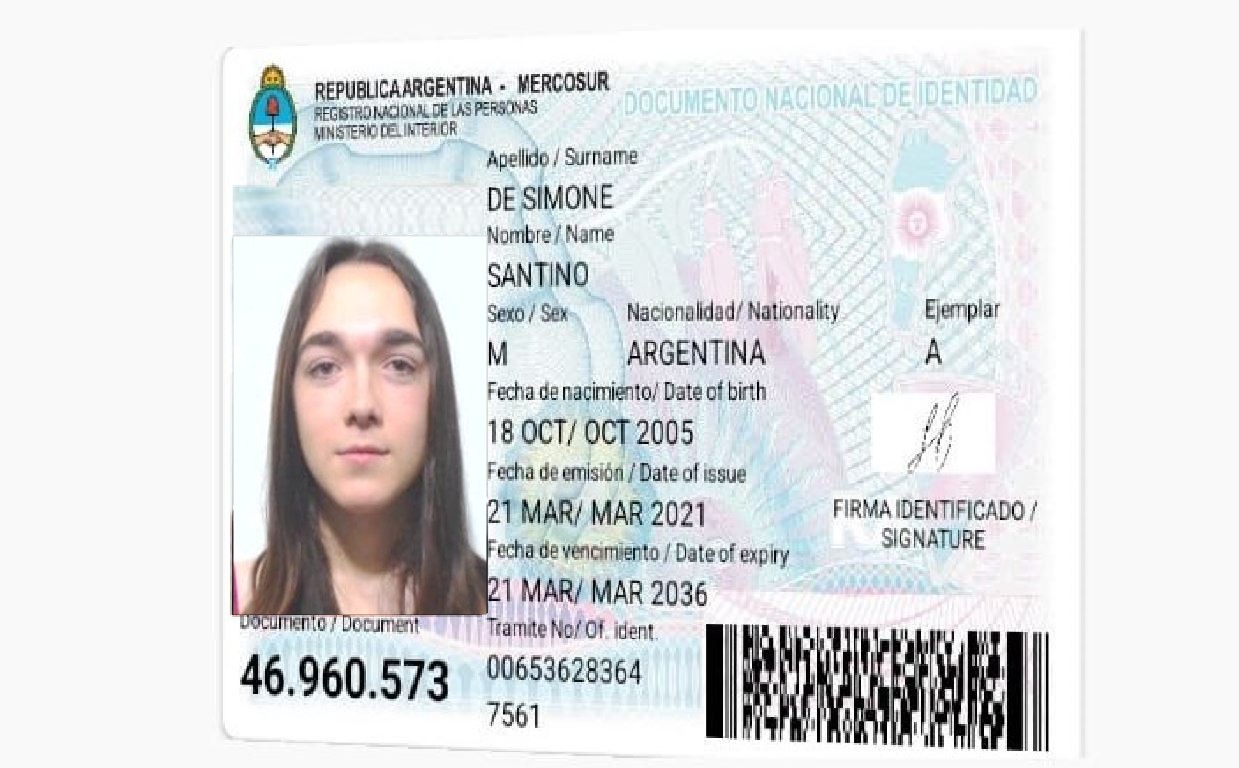 REPUBLICA ARGENTINA - MERCOSUR
REGISTRO NACIONAL DE LAS PERSONAS
MINISTERIO DEL INTERIOR
DOCUMENTO NACIONAL DE IDENTIDAD
Apellido / Surname
DE SIMONE
Nombre / Name
SANTINO
Sexo / Sex Nacionalidad/ Nationality Ejemplar
M ARGENTINA A
Fecha de nacimiento/ Date of birth
18 OCT/ OCT 2005
Fecha de emisión / Date of issue
21 MAR/ MAR 2021
Fecha de vencimiento / Date of expiry
21 MAR/ MAR 2036
FIRMA IDENTIFICADO /
SIGNATURE
Documento / Document
46.960.573
Tramite No/ Of. ident.
00653628364
7561